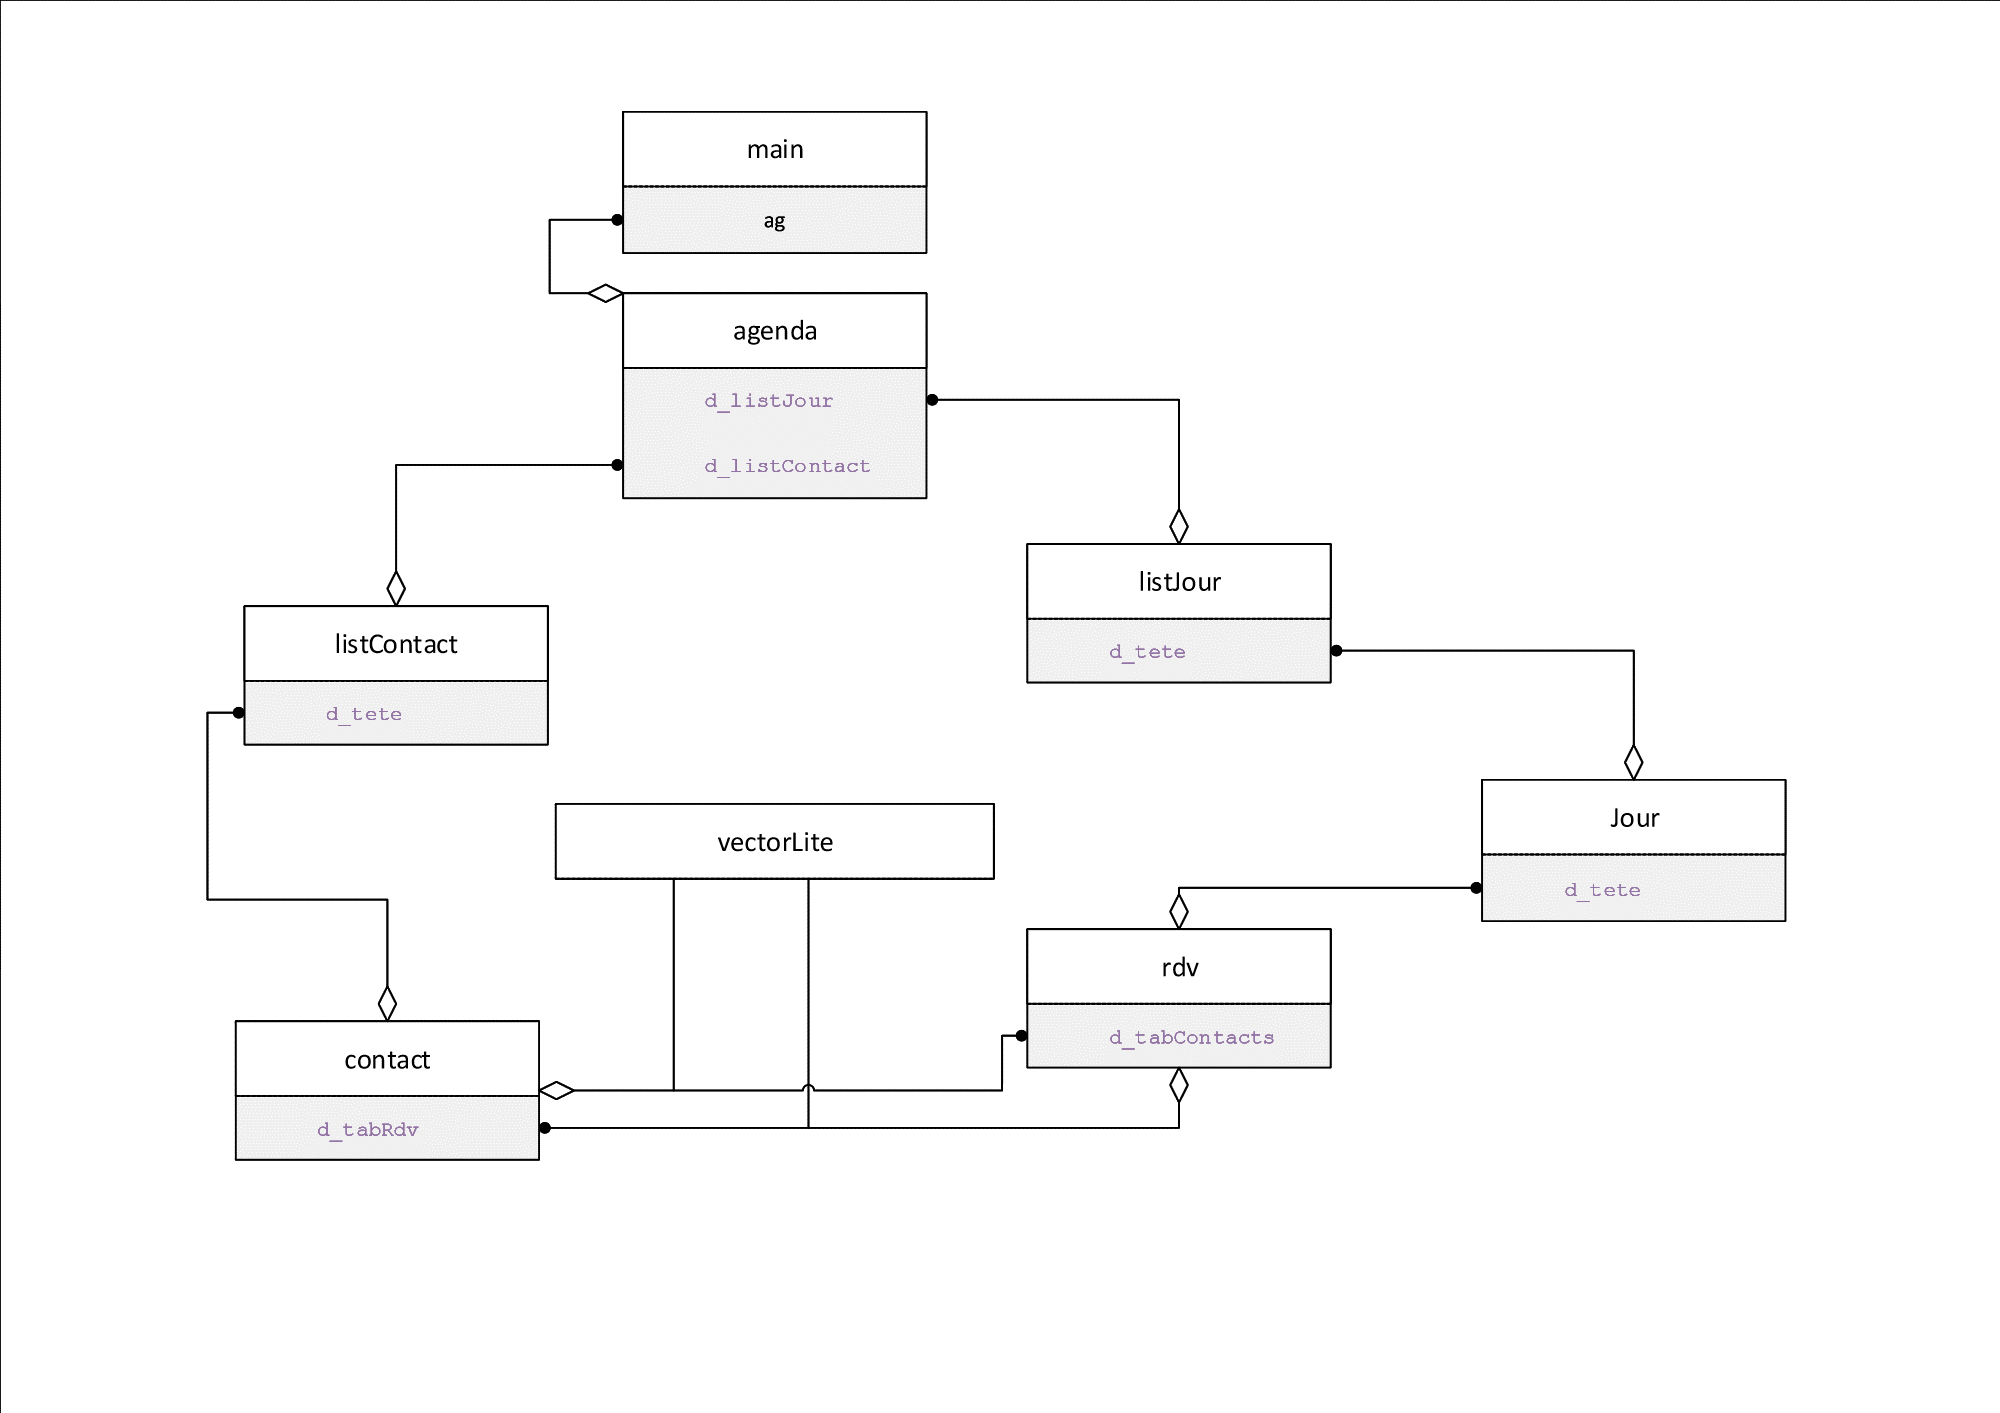 main
ag
agenda
d_listJour
d_listContact
listJour
d_tete
listContact
d_tete
vectorLite
Jour
d_tete
rdv
d_tabContacts
contact
d_tabRdv